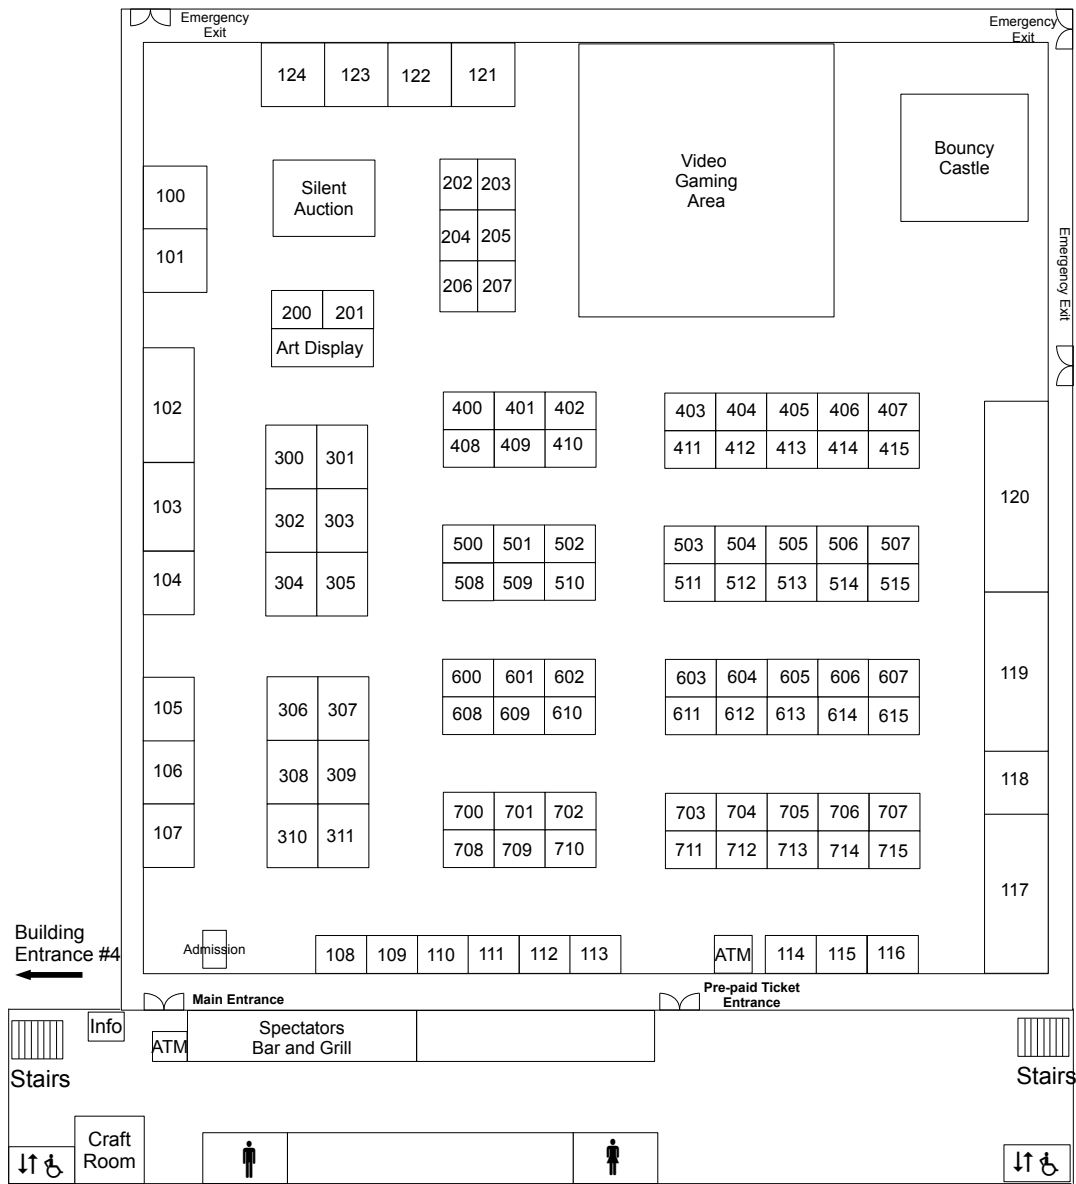 Emergency
Exit
Emergency
Exit
124 123 122 121
Video
Gaming
Area
Bouncy
Castle
100
Silent
Auction
202 203
101
204 205
206 207
Emergency Exit
200 201
Art Display
102
400 401 402
403 404 405 406 407
408 409 410
411 412 413 414 415
300 301
103
302 303
120
500 501 502
503 504 505 506 507
104
304 305
508 509 510
511 512 513 514 515
119
600 601 602
603 604 605 606 607
105
306 307
608 609 610
611 612 613 614 615
106
308 309
118
700 701 702
703 704 705 706 707
107
310 311
708 709 710
711 712 713 714 715
117
Building
Entrance #4
Admission
108 109 110 111 112 113
ATM
114 115 116
Main Entrance
Pre-paid Ticket
Entrance
Info
ATM
Spectators
Bar and Grill
Stairs
Stairs
Craft
Room